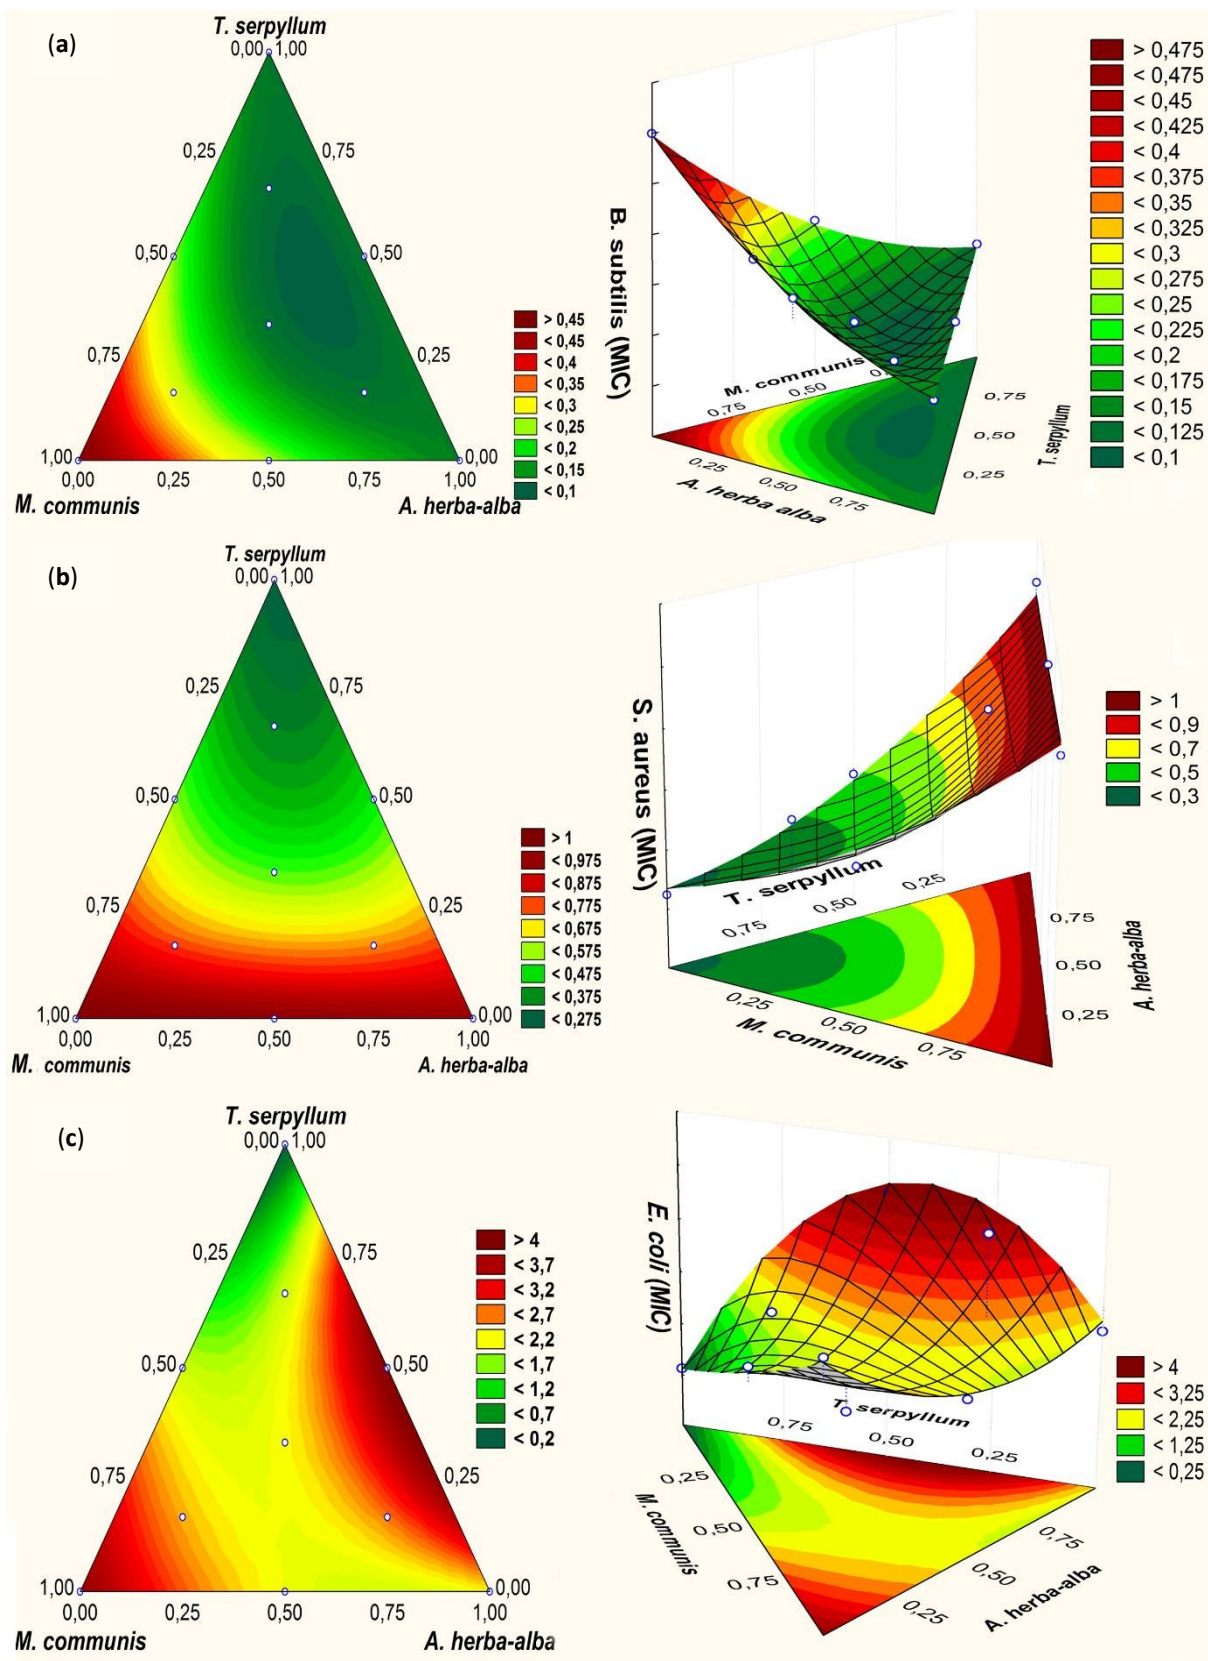 (a)
T. serpyllum
0,00 1,00
0,25 0,75
0,50 0,50
0,75 0,25
1,00 0,00
0,00 0,25 0,50 0,75 1,00
M. communis A. herba-alba
> 0,45
< 0,45
< 0,4
< 0,35
< 0,3
< 0,25
< 0,2
< 0,15
< 0,1
B. subtilis (MIC)
M. communis
0,75 0,50
0,25 0,50 0,75
A. herba alba
0,75
0,50
0,25
T. serpyllum
> 0,475
< 0,475
< 0,45
< 0,425
< 0,4
< 0,375
< 0,35
< 0,325
< 0,3
< 0,275
< 0,25
< 0,225
< 0,2
< 0,175
< 0,15
< 0,125
< 0,1
(b)
T. serpyllum
0,00 1,00
0,25 0,75
0,50 0,50
0,75 0,25
1,00 0,00
0,00 0,25 0,50 0,75 1,00
M. communis A. herba-alba
> 1
< 0,975
< 0,875
< 0,775
< 0,675
< 0,575
< 0,475
< 0,375
< 0,275
S. aureus (MIC)
T. serpyllum
0,75 0,50 0,25
0,25 0,50 0,75
M. communis
0,75
0,50
0,25
A. herba-alba
> 1
< 0,9
< 0,7
< 0,5
< 0,3
(c)
T. serpyllum
0,00 1,00
0,25 0,75
0,50 0,50
0,75 0,25
1,00 0,00
0,00 0,25 0,50 0,75 1,00
M. communis A. herba-alba
> 4
< 3,7
< 3,2
< 2,7
< 2,2
< 1,7
< 1,2
< 0,7
< 0,2
E. coli (MIC)
T. serpyllum
0,75 0,50 0,25
0,25
0,50
0,75
M. communis
0,75
0,50
0,25
A. herba-alba
> 4
< 3,25
< 2,25
< 1,25
< 0,25